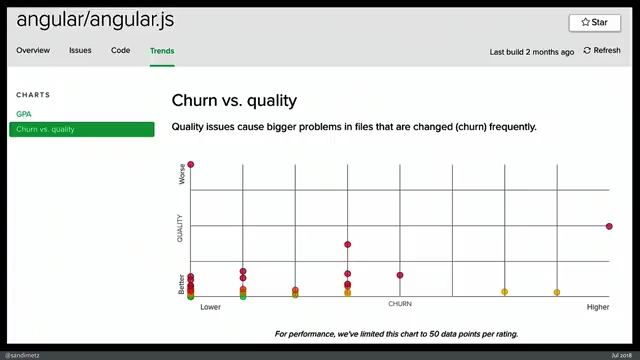 angular/angular.js
Star
Overview Issues Code Trends
Last build 2 months ago Refresh
CHARTS
GPA
Churn vs. quality
Churn vs. quality
Quality issues cause bigger problems in files that are changed (churn) frequently.
Worse
QUALITY
Better
Lower
CHURN
Higher
For performance, we've limited this chart to 50 data points per rating.
@sandimetz
Jul 2018